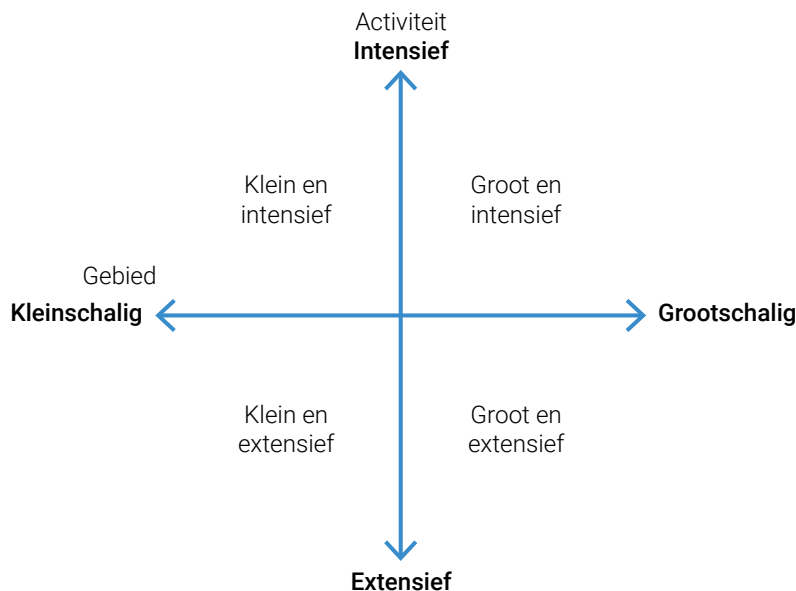 Activiteit
Intensief
Klein en
intensief
Groot en
intensief
Gebied
Kleinschalig
Grootschalig
Klein en
extensief
Groot en
extensief
Extensief